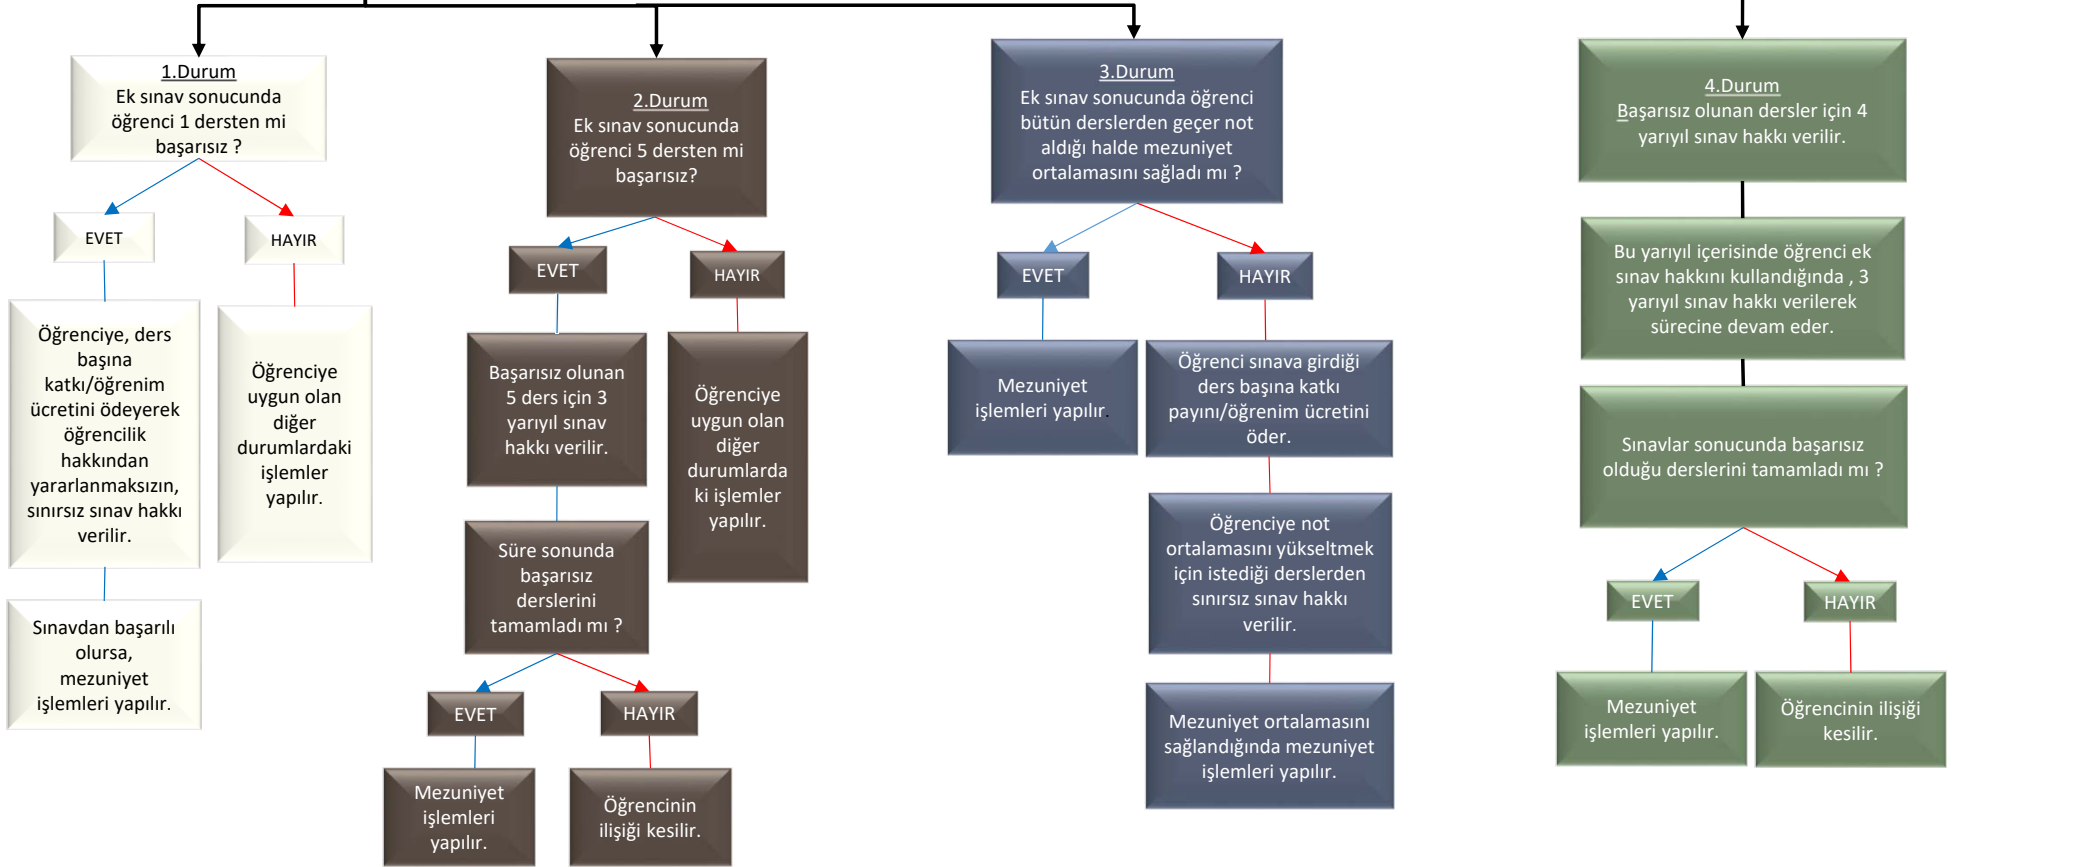 1.Durum
Ek sınav sonucunda
öğrenci 1 dersten mi
başarısız ?
EVET
HAYIR
Öğrenciye, ders
başına
katkı/öğrenim
ücretini ödeyerek
öğrencilik
hakkından
yararlanmaksızın,
sınırsız sınav hakkı
verilir.
Öğrenciye
uygun olan
diğer
durumlardaki
işlemler
yapılır.
Sınavdan başarılı
olursa,
mezuniyet
işlemleri yapılır.
2.Durum
Ek sınav sonucunda
öğrenci 5 dersten mi
başarısız?
EVET
HAYIR
Başarısız olunan
5 ders için 3
yarıyıl sınav
hakkı verilir.
Öğrenciye
uygun olan
diğer
durumlarda
ki işlemler
yapılır.
Süre sonunda
başarısız
derslerini
tamamladı mı ?
EVET
HAYIR
Mezuniyet
işlemleri
yapılır.
Öğrencinin
ilişiği kesilir.
3.Durum
Ek sınav sonucunda öğrenci
bütün derslerden geçer not
aldığı halde mezuniyet
ortalamasını sağladı mı ?
EVET
HAYIR
Mezuniyet
işlemleri yapılır.
Öğrenci sınava girdiği
ders başına katkı
payını/öğrenim ücretini
öder.
Öğrenciye not
ortalamasını yükseltmek
için istediği derslerden
sınırsız sınav hakkı
verilir.
Mezuniyet ortalamasını
sağlandığında mezuniyet
işlemleri yapılır.
4.Durum
Başarısız olunan dersler için 4
yarıyıl sınav hakkı verilir.
Bu yarıyıl içerisinde öğrenci ek
sınav hakkını kullandığında , 3
yarıyıl sınav hakkı verilerek
sürecine devam eder.
Sınavlar sonucunda başarısız
olduğu derslerini tamamladı mı ?
EVET
HAYIR
Mezuniyet
işlemleri yapılır.
Öğrencinin ilişiği
kesilir.